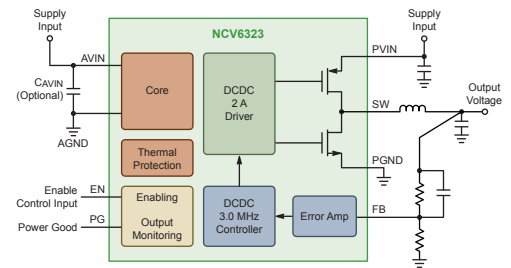 Supply
Input
NCV6323
Supply
Input
AVIN
PVIN
CAVIN
(Optional)
Core
DCDC
2 A
Driver
SW
Output
Voltage
AGND
Thermal
Protection
PGND
Enable
Control Input
EN
Enabling
DCDC
3.0 MHz
Controller
Error Amp
FB
Power Good
PG
Output
Monitoring